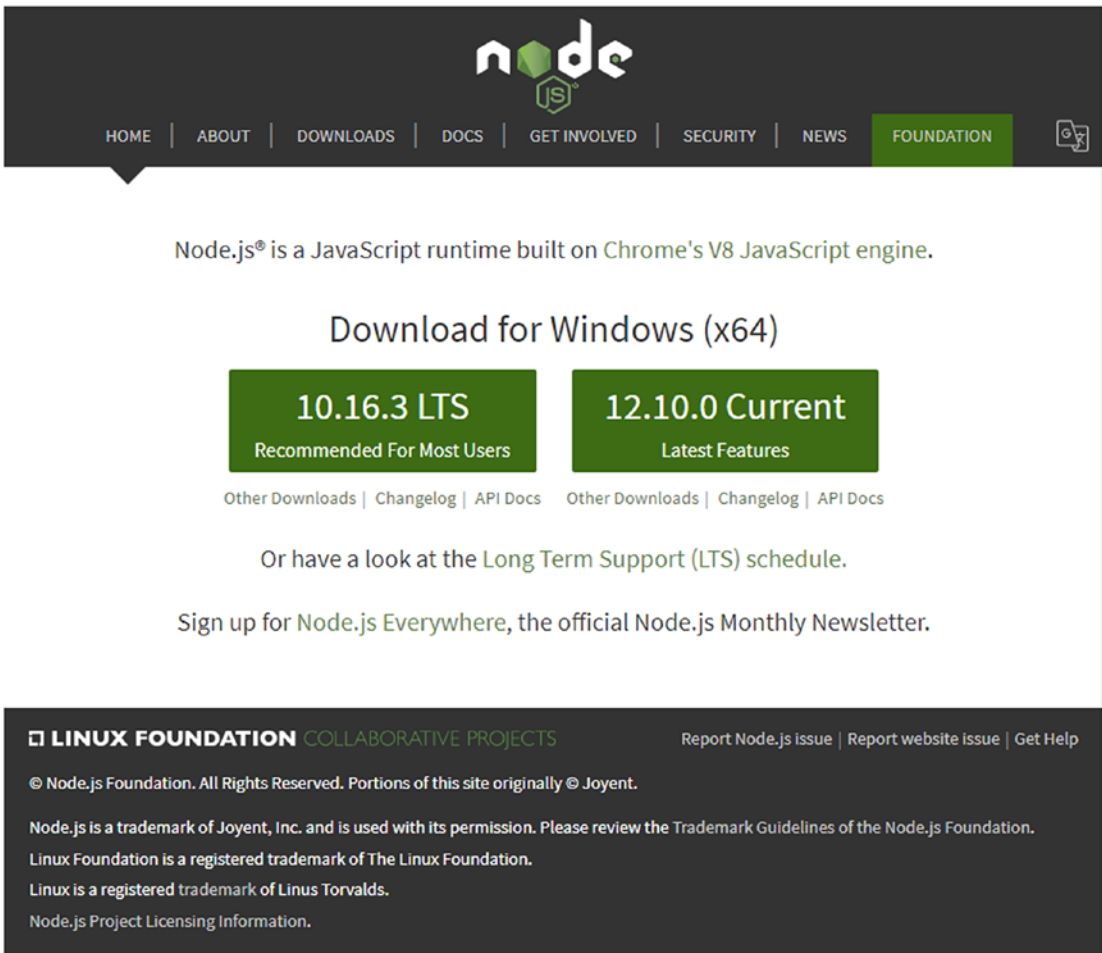 node
JS
HOME | ABOUT | DOWNLOADS | DOCS | GET INVOLVED | SECURITY | NEWS FOUNDATION
Node.js® is a JavaScript runtime built on Chrome's V8 JavaScript engine.
Download for Windows (x64)
10.16.3 LTS 12.10.0 Current
Recommended For Most Users Latest Features
Other Downloads | Changelog | API Docs Other Downloads | Changelog | API Docs
Or have a look at the Long Term Support (LTS) schedule.
Sign up for Node.js Everywhere, the official Node.js Monthly Newsletter.
LINUX FOUNDATION COLLABORATIVE PROJECTS Report Node.js issue | Report website issue | Get Help
© Node.js Foundation. All Rights Reserved. Portions of this site originally © Joyent.
Node.js is a trademark of Joyent, Inc. and is used with its permission. Please review the Trademark Guidelines of the Node.js Foundation.
Linux Foundation is a registered trademark of The Linux Foundation.
Linux is a registered trademark of Linus Torvalds.
Node.js Project Licensing Information.